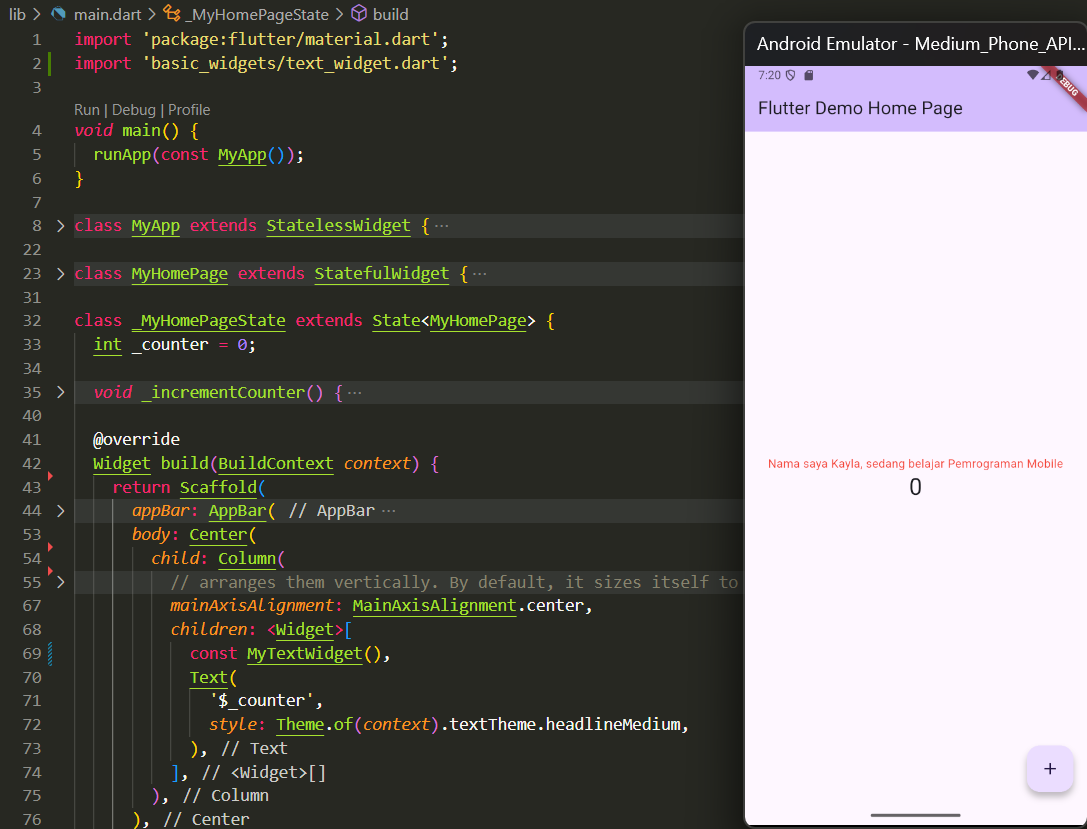 lib > main.dart > _MyHomePageState > build
1 import 'package:flutter/material.dart';
2 import 'basic_widgets/text_widget.dart';
3
Run | Debug | Profile
4 void main() {
5 runApp(const MyApp());
6 }
7
8 > class MyApp extends StatelessWidget { ···
22
23 > class MyHomePage extends StatefulWidget { ···
31
32 class _MyHomePageState extends State<MyHomePage> {
33 int _counter = 0;
34
35 > void _incrementCounter() { ···
40
41 @override
42 Widget build(BuildContext context) {
43 return Scaffold(
44 > appBar: AppBar( // AppBar ···
53 body: Center(
54 child: Column(
55 > // arranges them vertically. By default, it sizes itself to
67 mainAxisAlignment: MainAxisAlignment.center,
68 children: <Widget>[
69 const MyTextWidget(),
70 Text(
71 '$_counter',
72 style: Theme.of(context).textTheme.headlineMedium,
73 ), // Text
74 ], // <Widget>[]
75 ), // Column
76 ), // Center
Android Emulator - Medium_Phone_API...
7:20
DEBUG
Flutter Demo Home Page
Nama saya Kayla, sedang belajar Pemrograman Mobile
0
+